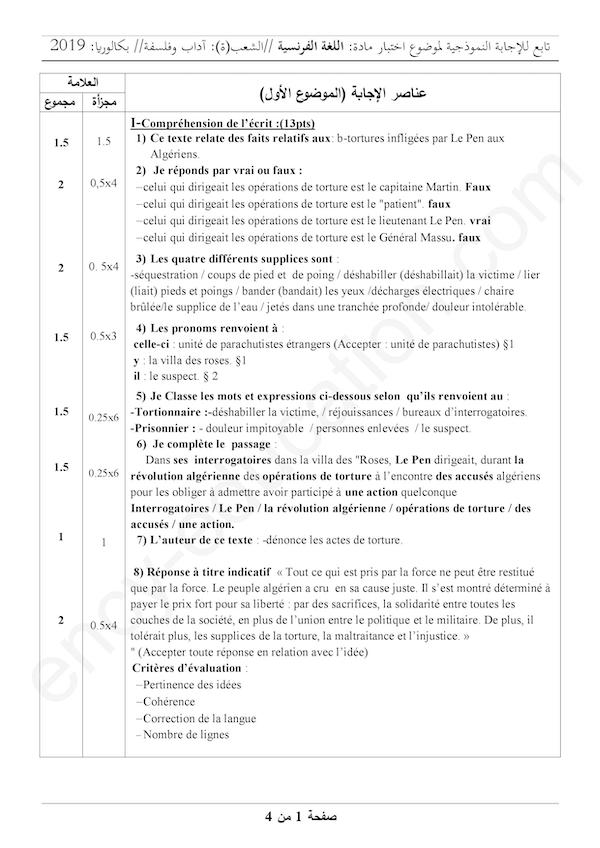 تابع للإجابة النموذجية لموضوع اختبار مادة: اللغة الفرنسية //الشعب(ة): آداب وفلسفة// بكالوريا: 2019
العلامة
عناصر الإجابة (الموضوع الأول)
مجموع مجزأة
I-Compréhension de l'écrit :(13pts)
1.5 1.5 1) Ce texte relate des faits relatifs aux: b-tortures infligées par Le Pen aux
Algériens.
2 0,5x4 2) Je réponds par vrai ou faux :
–celui qui dirigeait les opérations de torture est le capitaine Martin. Faux
–celui qui dirigeait les opérations de torture est le "patient". faux
–celui qui dirigeait les opérations de torture est le lieutenant Le Pen. vrai
–celui qui dirigeait les opérations de torture est le Général Massu. faux
2 0. 5x4 3) Les quatre différents supplices sont :
-séquestration / coups de pied et de poing / déshabiller (déshabillait) la victime / lier
(liait) pieds et poings / bander (bandait) les yeux /décharges électriques / chaire
brûlée/le supplice de l'eau / jetés dans une tranchée profonde/ douleur intolérable.
1.5 0.5x3 4) Les pronoms renvoient à :
celle-ci : unité de parachutistes étrangers (Accepter : unité de parachutistes) §1
y : la villa des roses. §1
il : le suspect. § 2
1.5 0.25x6 5) Je Classe les mots et expressions ci-dessous selon qu'ils renvoient au :
-Tortionnaire :-déshabiller la victime, / réjouissances / bureaux d'interrogatoires.
-Prisonnier : - douleur impitoyable / personnes enlevées / le suspect.
1.5 0.25x6 6) Je complète le passage :
Dans ses interrogatoires dans la villa des "Roses, Le Pen dirigeait, durant la
révolution algérienne des opérations de torture à l'encontre des accusés algériens
pour les obliger à admettre avoir participé à une action quelconque
Interrogatoires / Le Pen / la révolution algérienne / opérations de torture / des
accusés / une action.
1 1 7) L'auteur de ce texte : -dénonce les actes de torture.
2 0.5x4 8) Réponse à titre indicatif « Tout ce qui est pris par la force ne peut être restitué
que par la force. Le peuple algérien a cru en sa cause juste. Il s'est montré déterminé à
payer le prix fort pour sa liberté : par des sacrifices, la solidarité entre toutes les
couches de la société, en plus de l'union entre le politique et le militaire. De plus, il
tolérait plus, les supplices de la torture, la maltraitance et l'injustice. »
" (Accepter toute réponse en relation avec l'idée)
Critères d'évaluation :
–Pertinence des idées
–Cohérence
–Correction de la langue
–Nombre de lignes
صفحة 1 من 4